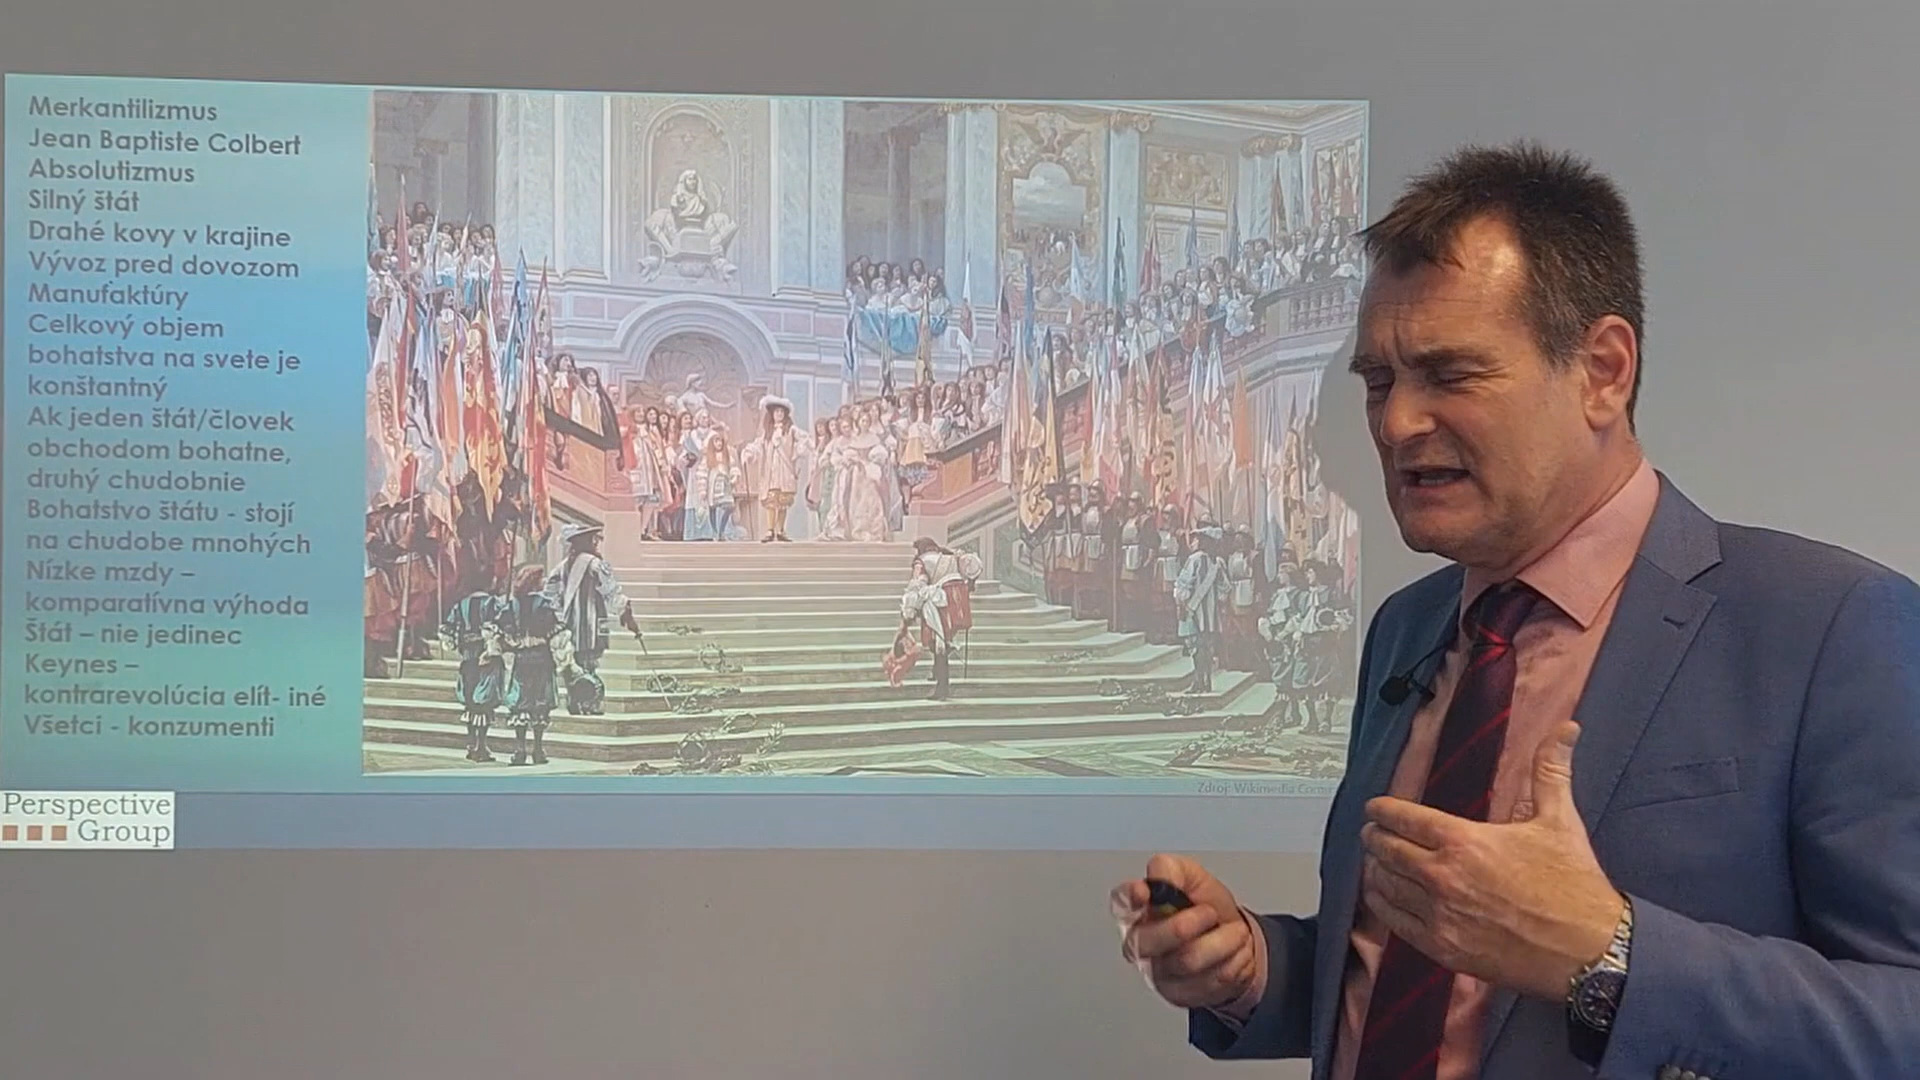 Merkantilizmus
Jean Baptiste Colbert
Absolutizmus
Silný štát
Drahé kovy v krajine
Vývoz pred dovozom
Manufaktúry
Celkový objem
bohatstva na svete je
konštantný
Ak jeden štát/človek
obchodom bohatne,
druhý chudobnie
Bohatstvo štátu - stojí
na chudobe mnohých
Nízke mzdy –
komparatívna výhoda
Štát – nie jedinec
Keynes –
kontrarevolúcia elít- iné
Všetci - konzumenti
Zdroj: Wikimedia
Perspective
Group